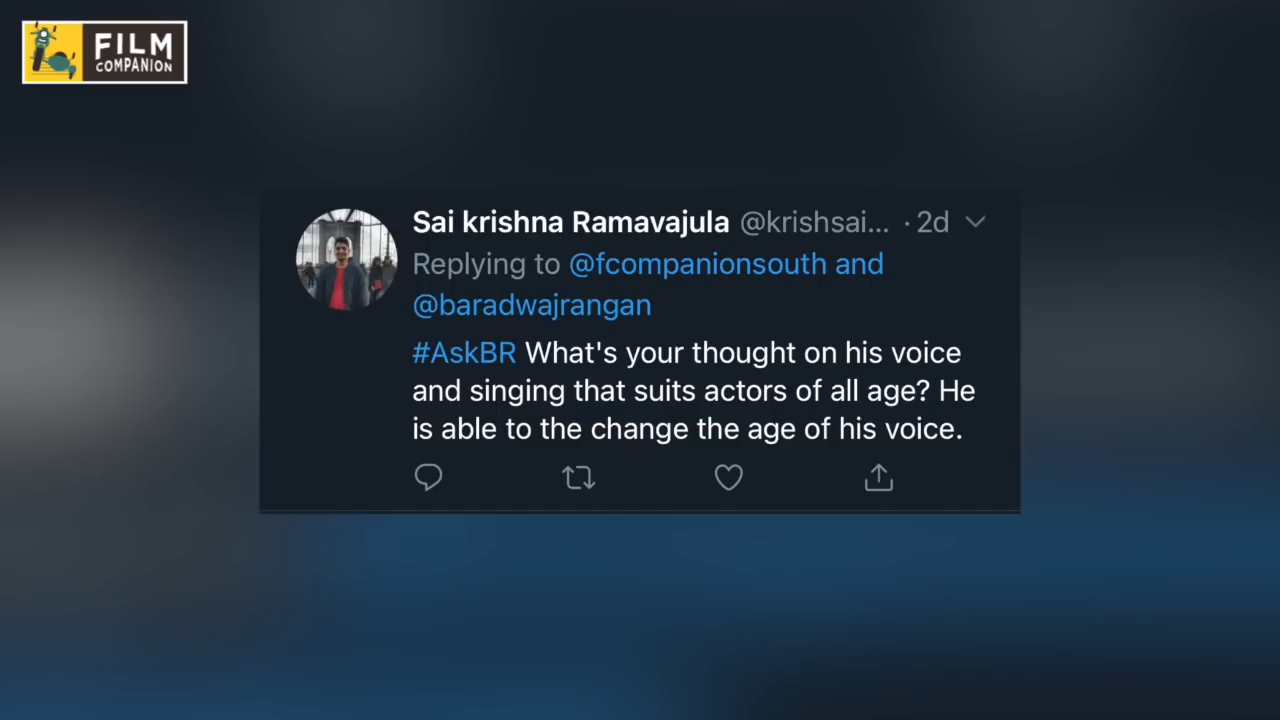 FILM
COMPANION
Sai krishna Ramavajula @krishsai... · 2d
Replying to @fcompanionsouth and
@baradwajrangan
#AskBR What's your thought on his voice
and singing that suits actors of all age? He
is able to the change the age of his voice.